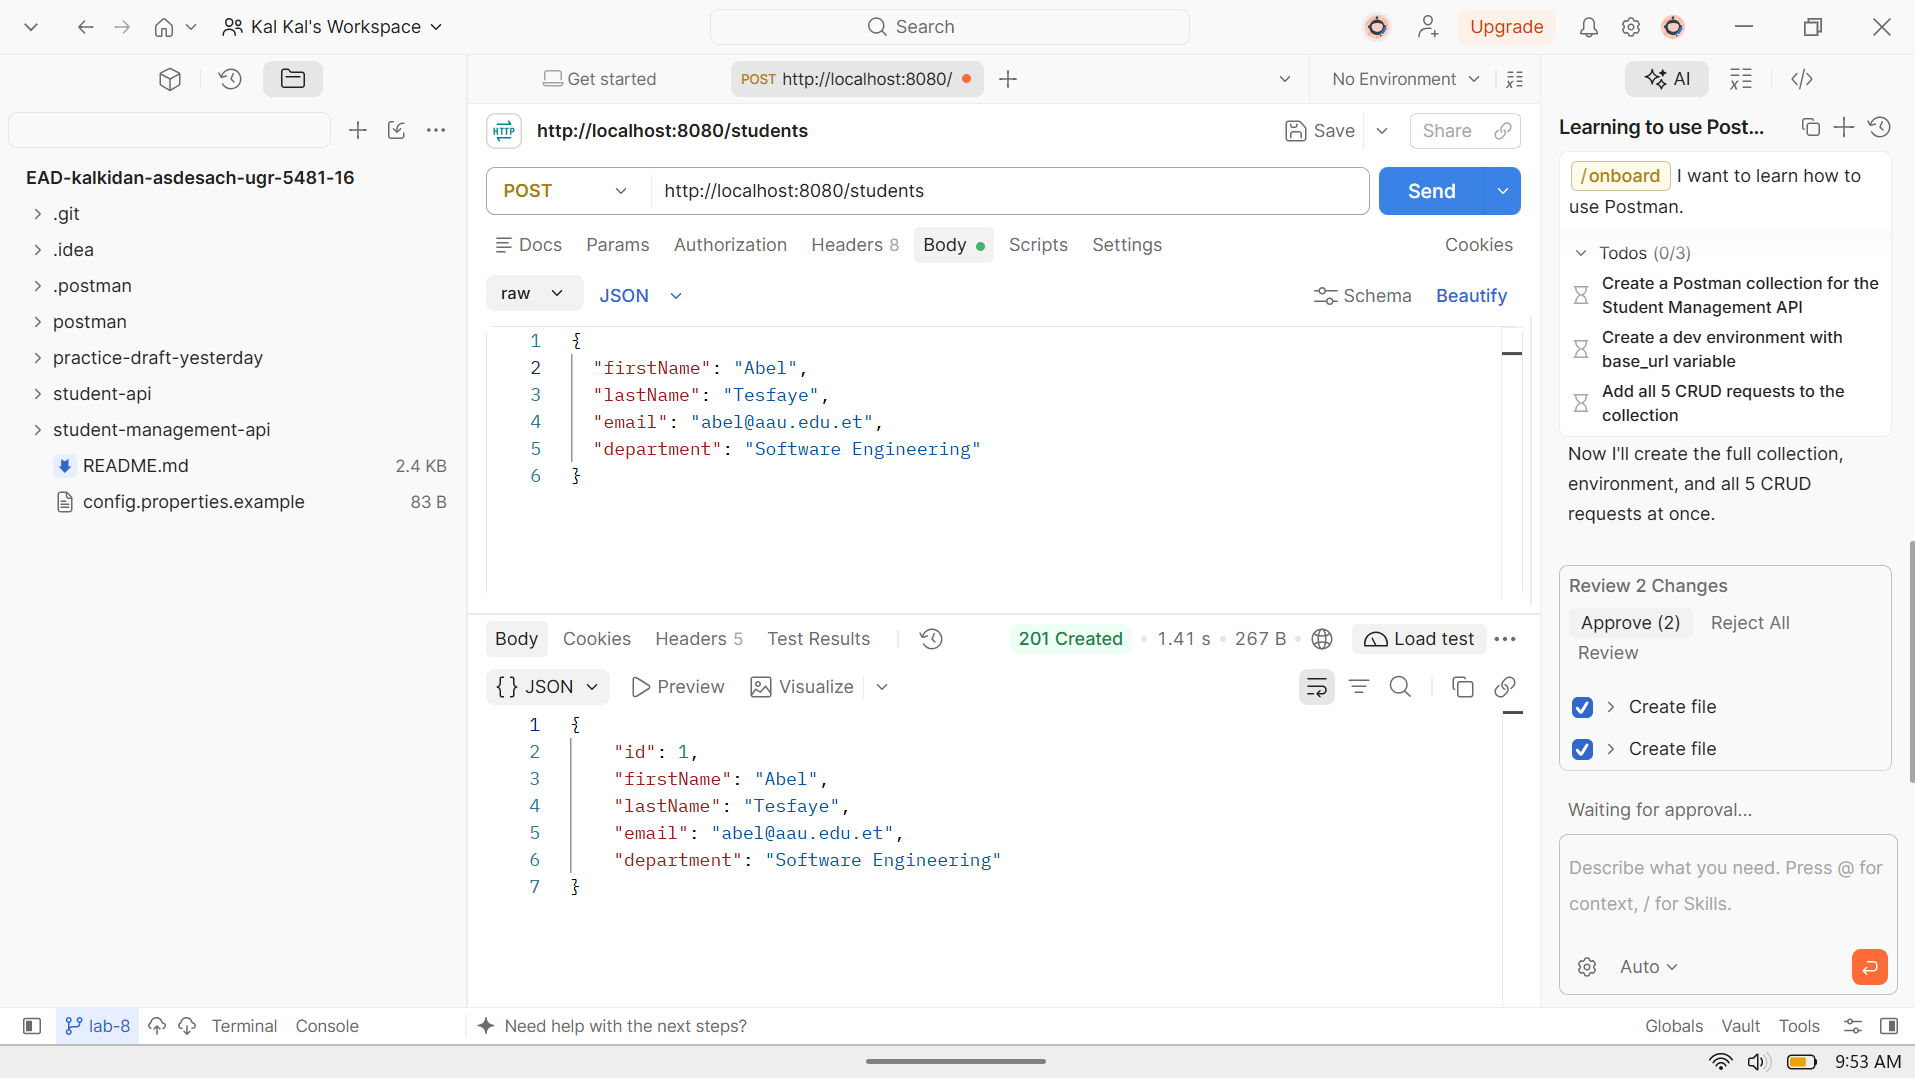 Kal Kal's Workspace
Search
Upgrade
Get started
POST http://localhost:8080/
No Environment
AI
EAD-kalkidan-asdesach-ugr-5481-16
.git
.idea
.postman
postman
practice-draft-yesterday
student-api
student-management-api
README.md 2.4 KB
config.properties.example 83 B
HTTP http://localhost:8080/students
Save
Share
POST http://localhost:8080/students
Send
Docs Params Authorization Headers 8 Body Scripts Settings Cookies
raw JSON Schema Beautify
1 {
2 "firstName": "Abel",
3 "lastName": "Tesfaye",
4 "email": "abel@aau.edu.et",
5 "department": "Software Engineering"
6 }
Body Cookies Headers 5 Test Results 201 Created 1.41 s 267 B Load test
{} JSON Preview Visualize
1 {
2 "id": 1,
3 "firstName": "Abel",
4 "lastName": "Tesfaye",
5 "email": "abel@aau.edu.et",
6 "department": "Software Engineering"
7 }
Learning to use Post...
/onboard I want to learn how to
use Postman.
Todos (0/3)
Create a Postman collection for the
Student Management API
Create a dev environment with
base_url variable
Add all 5 CRUD requests to the
collection
Now I'll create the full collection,
environment, and all 5 CRUD
requests at once.
Review 2 Changes
Approve (2) Reject All
Review
Create file
Create file
Waiting for approval...
Describe what you need. Press @ for
context, / for Skills.
Auto
lab-8 Terminal Console
Need help with the next steps?
Globals Vault Tools
9:53 AM